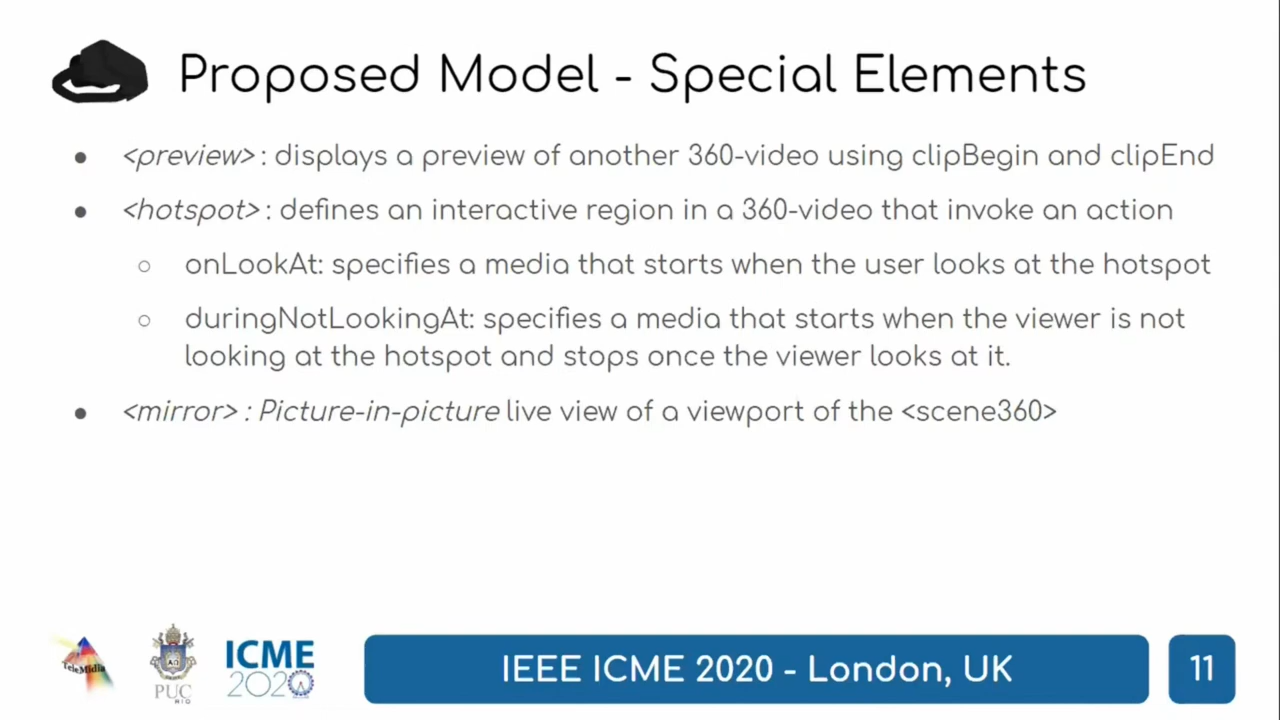 Proposed Model - Special Elements
● <preview> : displays a preview of another 360-video using clipBegin and clipEnd
● <hotspot> : defines an interactive region in a 360-video that invoke an action
○ onLookAt: specifies a media that starts when the user looks at the hotspot
○ duringNotLookingAt: specifies a media that starts when the viewer is not
looking at the hotspot and stops once the viewer looks at it.
● <mirror> : Picture-in-picture live view of a viewport of the <scene360>
TeleMídia
PUC
RIO
ICME
2020
IEEE ICME 2020 - London, UK
11